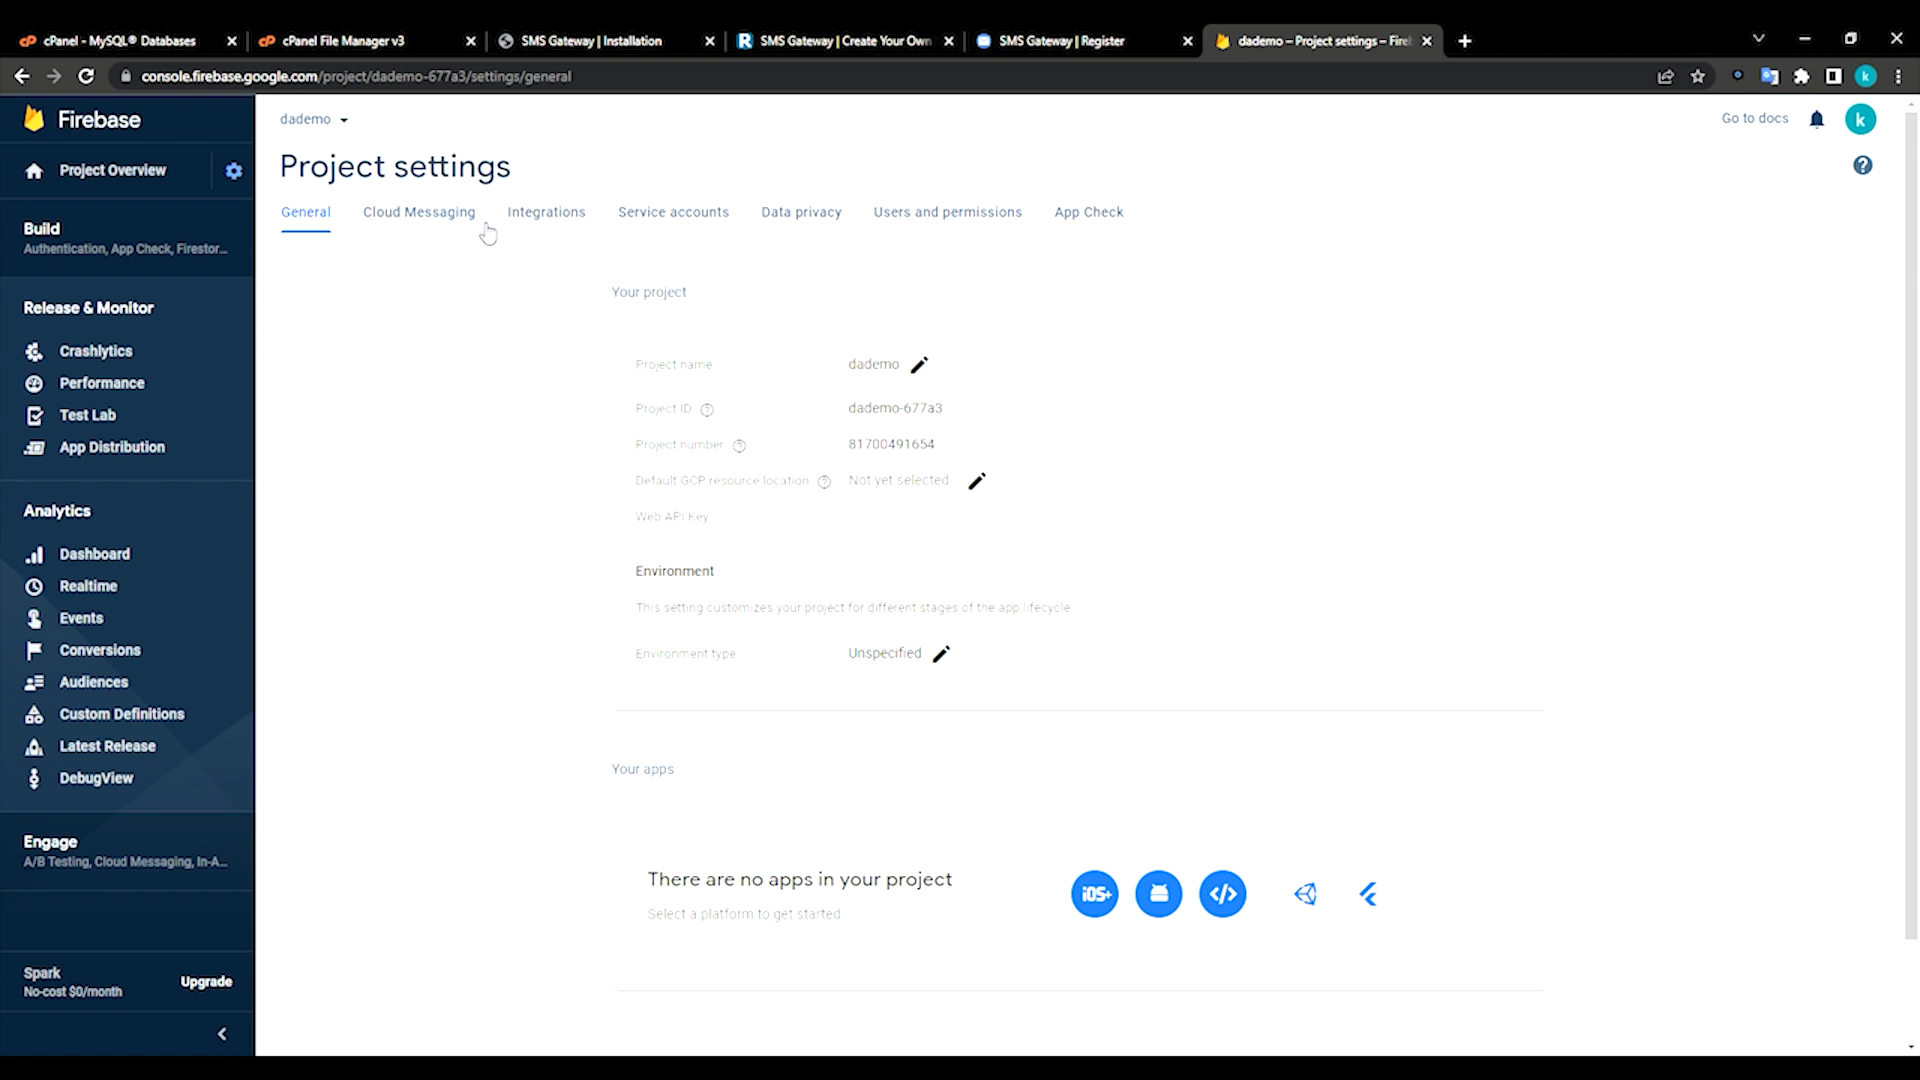 cPanel - MySQL® Databases
cPanel File Manager v3
SMS Gateway | Installation
SMS Gateway | Create Your Own
SMS Gateway | Register
dademo – Project settings – Fire
console.firebase.google.com/project/dademo-677a3/settings/general
k
Firebase
dademo
Go to docs
k
Project Overview
Project settings
General
Cloud Messaging
Integrations
Service accounts
Data privacy
Users and permissions
App Check
Build
Authentication, App Check, Firestor...
Release & Monitor
Crashlytics
Performance
Test Lab
App Distribution
Analytics
Dashboard
Realtime
Events
Conversions
Audiences
Custom Definitions
Latest Release
DebugView
Engage
A/B Testing, Cloud Messaging, In-A...
Spark
No-cost $0/month
Upgrade
Your project
Project name
dademo
Project ID
dademo-677a3
Project number
81700491654
Default GCP resource location
Not yet selected
Web API Key
Environment
This setting customizes your project for different stages of the app lifecycle
Environment type
Unspecified
Your apps
There are no apps in your project
Select a platform to get started
iOS+